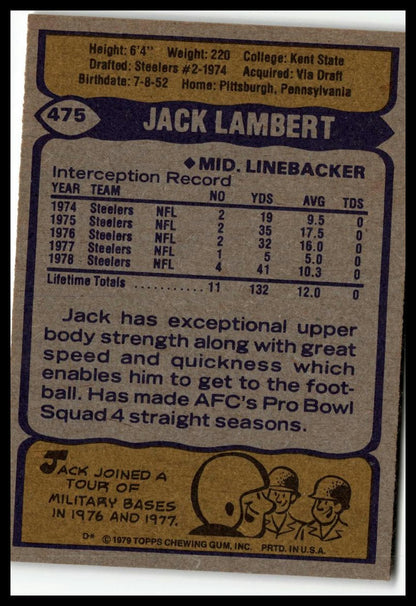 Height: 6'4" Weight: 220 College: Kent State
Drafted: Steelers #2-1974 Acquired: Via Draft
Birthdate: 7-8-52 Home: Pittsburgh, Pennsylvania
475 JACK LAMBERT
◆MID. LINEBACKER
Interception Record
YEAR TEAM NO YDS AVG TDS
1974 Steelers NFL 2 19 9.5 0
1975 Steelers NFL 2 35 17.5 0
1976 Steelers NFL 2 32 16.0 0
1977 Steelers NFL 1 5 5.0 0
1978 Steelers NFL 4 41 10.3 0
Lifetime Totals 11 132 12.0 0
Jack has exceptional upper
body strength along with great
speed and quickness which
enables him to get to the foot-
ball. Has made AFC's Pro Bowl
Squad 4 straight seasons.
JACK JOINED A
TOUR OF
MILITARY BASES
IN 1976 AND 1977.
D* © 1979 TOPPS CHEWING GUM, INC. PRTD. IN U.S.A.